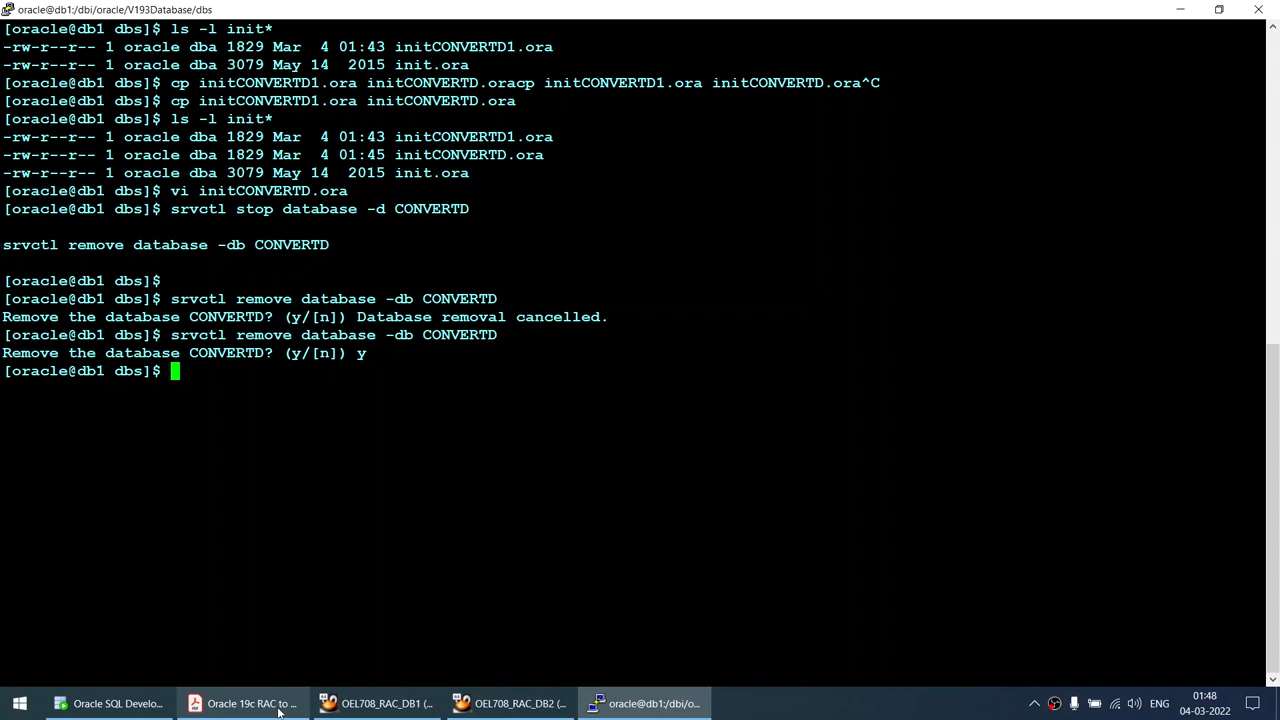 oracle@db1:/dbi/oracle/V193Database/dbs
[oracle@db1 dbs]$ ls -l init*
-rw-r--r-- 1 oracle dba 1829 Mar  4 01:43 initCONVERTD1.ora
-rw-r--r-- 1 oracle dba 3079 May 14  2015 init.ora
[oracle@db1 dbs]$ cp initCONVERTD1.ora initCONVERTD.oracp initCONVERTD1.ora initCONVERTD.ora^C
[oracle@db1 dbs]$ cp initCONVERTD1.ora initCONVERTD.ora
[oracle@db1 dbs]$ ls -l init*
-rw-r--r-- 1 oracle dba 1829 Mar  4 01:43 initCONVERTD1.ora
-rw-r--r-- 1 oracle dba 1829 Mar  4 01:45 initCONVERTD.ora
-rw-r--r-- 1 oracle dba 3079 May 14  2015 init.ora
[oracle@db1 dbs]$ vi initCONVERTD.ora
[oracle@db1 dbs]$ srvctl stop database -d CONVERTD
srvctl remove database -db CONVERTD
[oracle@db1 dbs]$
[oracle@db1 dbs]$ srvctl remove database -db CONVERTD
Remove the database CONVERTD? (y/[n]) Database removal cancelled.
[oracle@db1 dbs]$ srvctl remove database -db CONVERTD
Remove the database CONVERTD? (y/[n]) y
[oracle@db1 dbs]$
Oracle SQL Develo... Oracle 19c RAC to ... OEL708_RAC_DB1 (... OEL708_RAC_DB2 (... oracle@db1:/dbi/o... ENG 01:48
04-03-2022